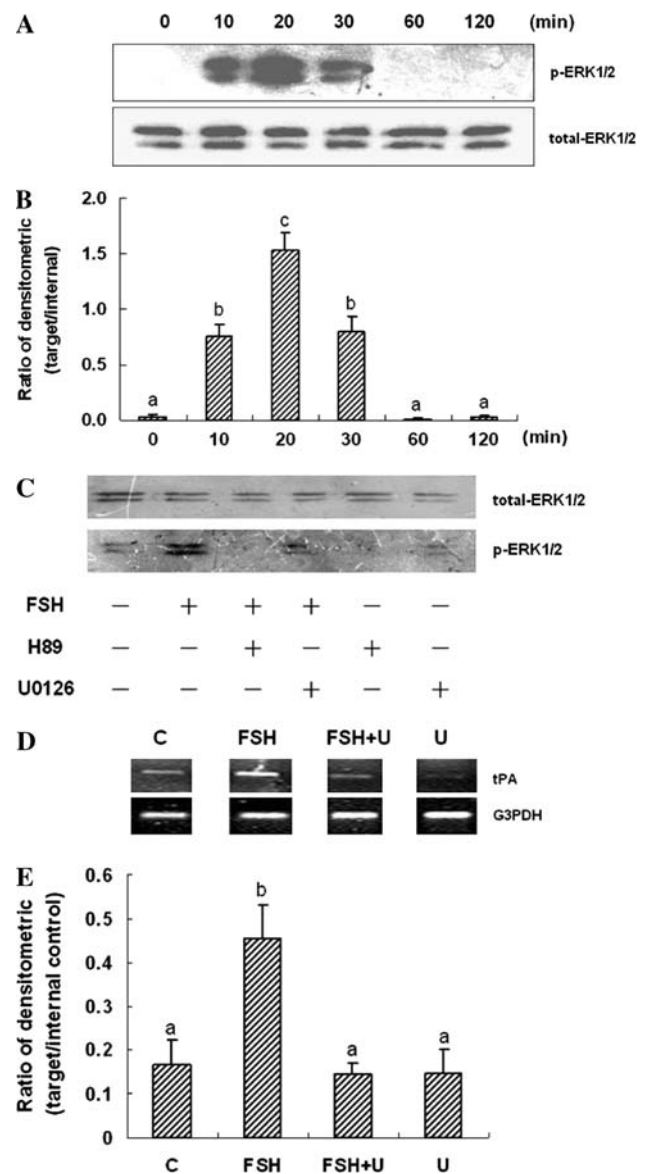 A 0 10 20 30 60 120 (min)
p-ERK1/2
total-ERK1/2
B
Ratio of densitometric
(target/internal)
2.0
1.5
1.0
0.5
0.0
a b c b a a
0 10 20 30 60 120 (min)
C
total-ERK1/2
p-ERK1/2
FSH − + + + − −
H89 − − + − + −
U0126 − − − + − +
D C FSH FSH+U U
tPA
G3PDH
E
Ratio of densitometric
(target/internal control)
0.6
0.5
0.4
0.3
0.2
0.1
0
a b a a
C FSH FSH+U U